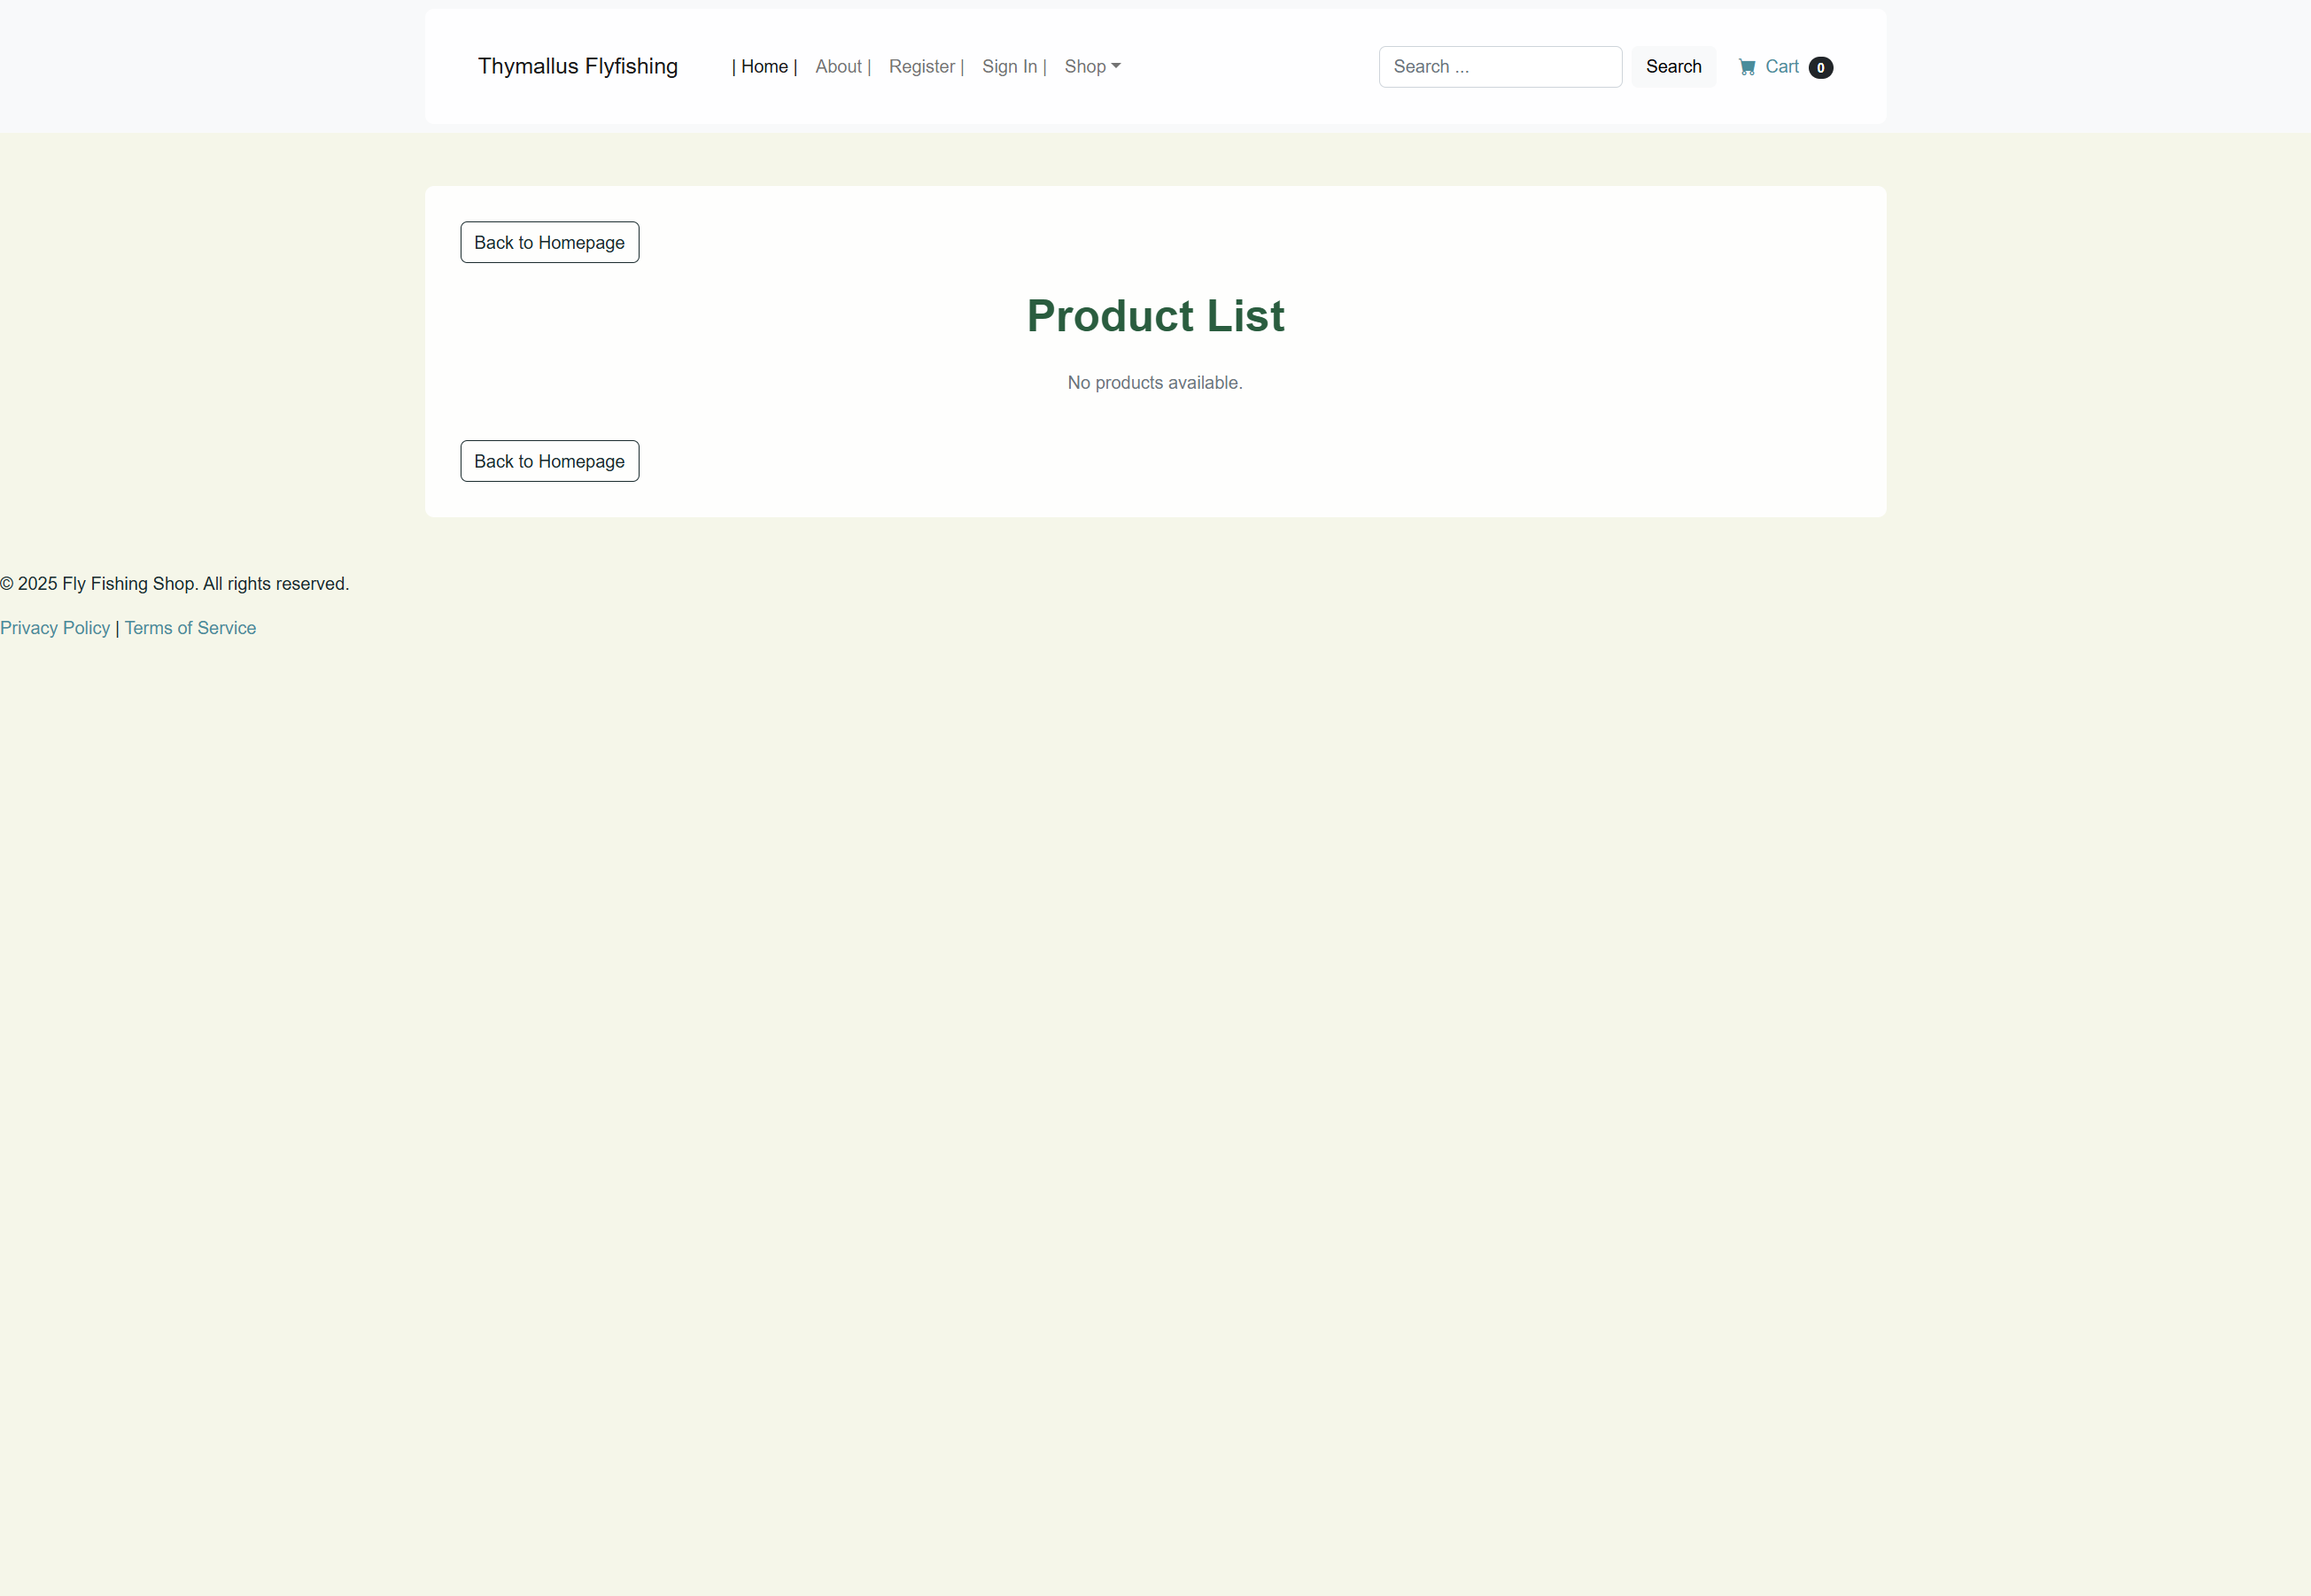 Thymallus Flyfishing | Home | About | Register | Sign In | Shop Search ... Search Cart 0
Back to Homepage
Product List
No products available.
Back to Homepage
© 2025 Fly Fishing Shop. All rights reserved.
Privacy Policy | Terms of Service